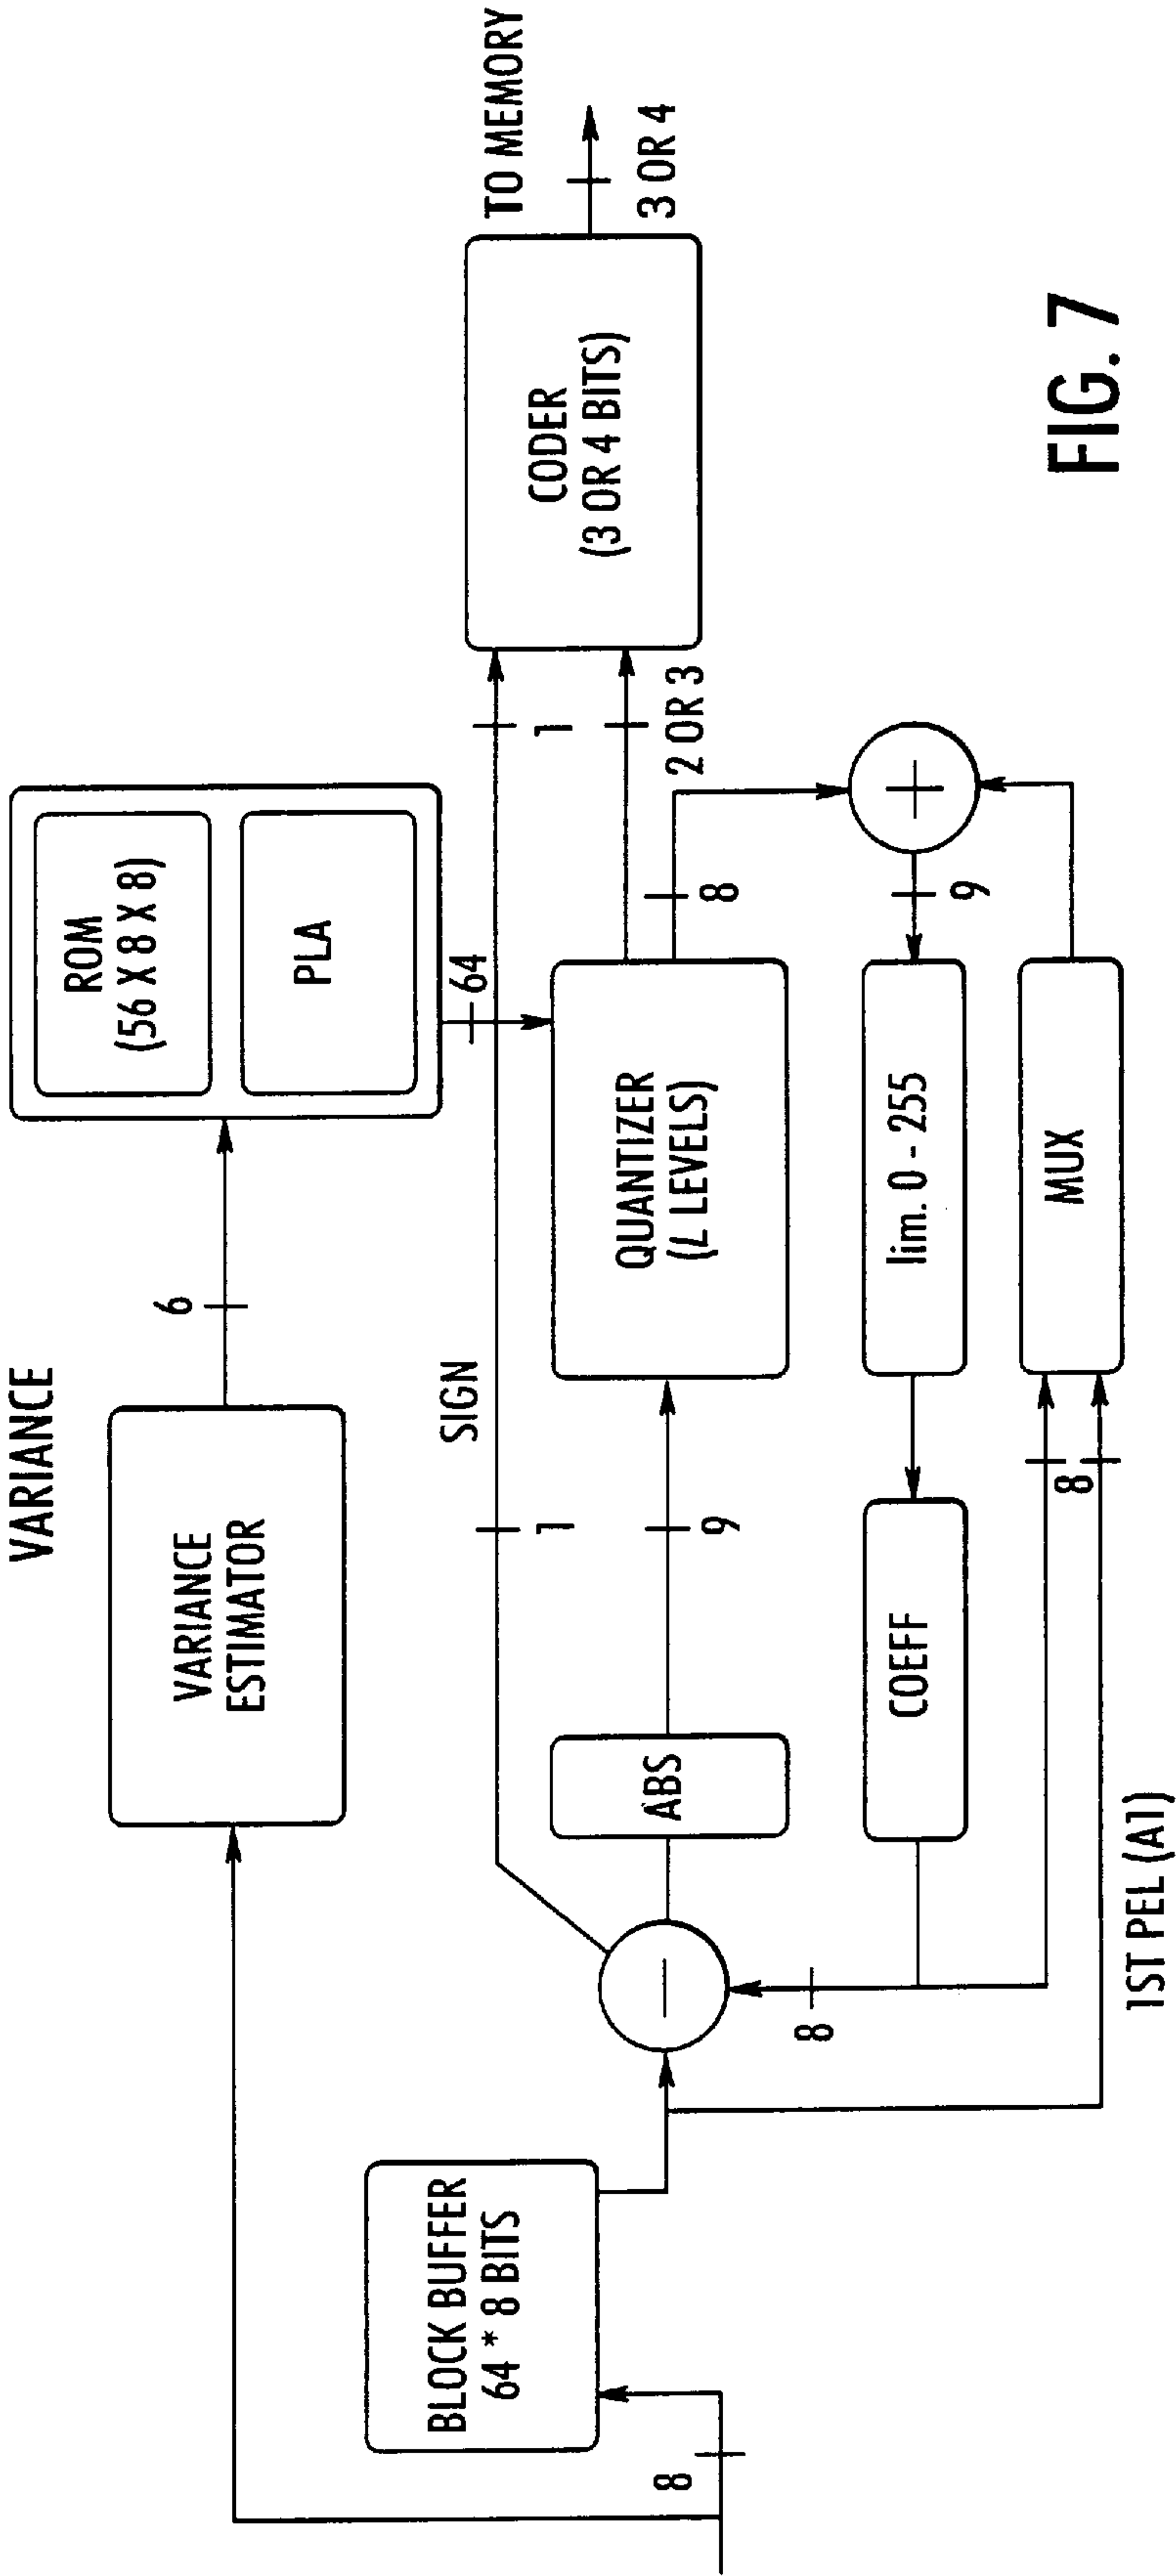 VARIANCE
VARIANCE
ESTIMATOR
6
ROM
(56 X 8 X 8)
PLA
64
SIGN
1
1
BLOCK BUFFER
64 * 8 BITS
8
ABS
9
QUANTIZER
(L LEVELS)
2 OR 3
8
CODER
(3 OR 4 BITS)
TO MEMORY
3 OR 4
8
COEFF
lim. 0 - 255
9
8
MUX
1ST PEL (A1)
FIG. 7